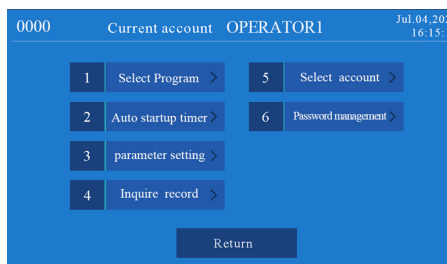 0000 Current account OPERATOR1 Jul.04,202
16:15:
1 Select Program >
2 Auto startup timer >
3 parameter setting >
4 Inquire record >
5 Select account >
6 Password management >
Return